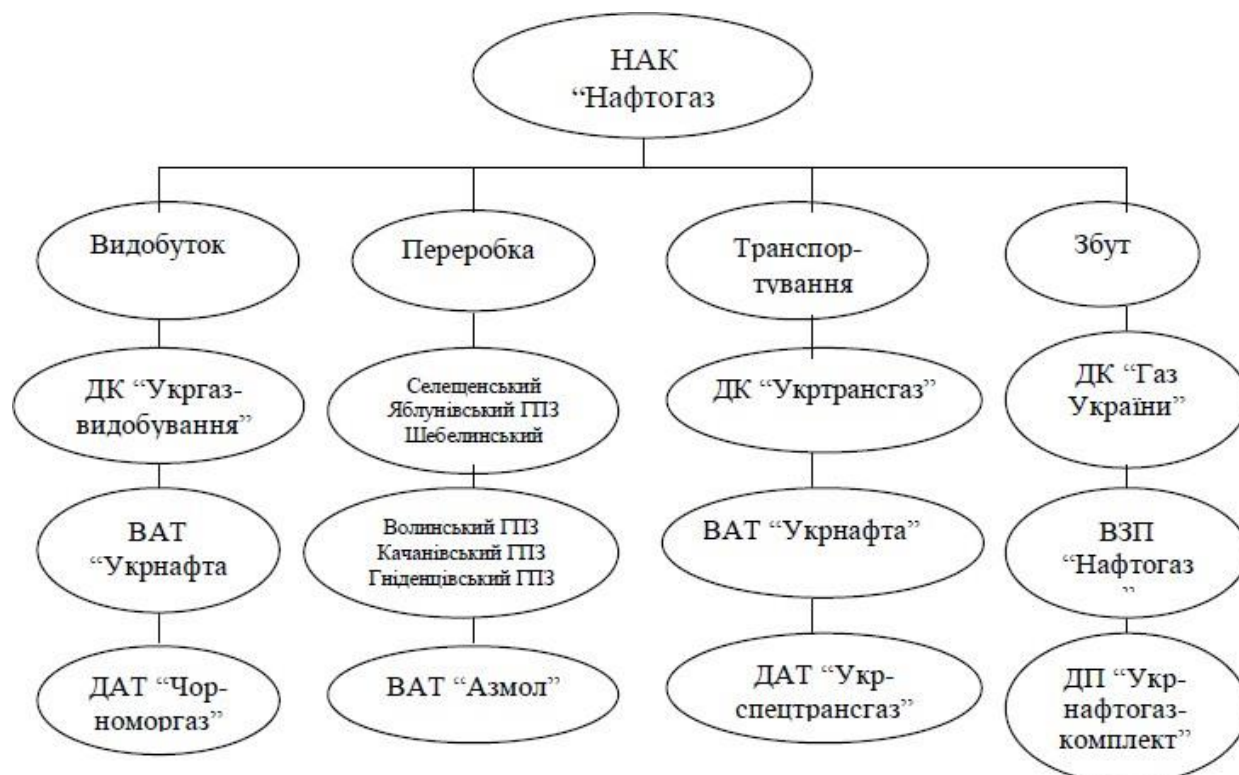 НАК
“Нафтогаз
Видобуток
Переробка
Транспор-
тування
Збут
ДК “Укргаз-
видобування”
Селещенський
Яблунівський ГПЗ
Шебелинський
ДК “Укртрансгаз”
ДК “Газ
України”
ВАТ
“Укрнафта
Волинський ГПЗ
Качанівський ГПЗ
Гніденцівський ГПЗ
ВАТ “Укрнафта”
ВЗП
“Нафтогаз
”
ДАТ “Чор-
номоргаз”
ВАТ “Азмол”
ДАТ “Укр-
спецтрансгаз”
ДП “Укр-
нафтогаз-
комплект”